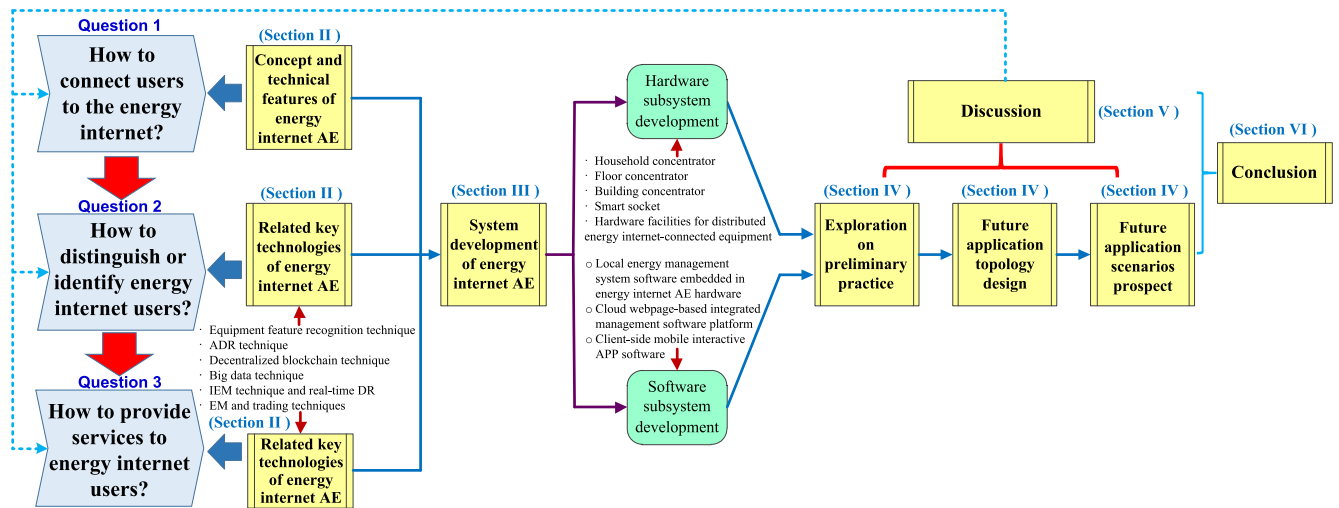 Question 1
How to
connect users
to the energy
internet?
(Section II )
Concept and
technical
features of
energy
internet AE
Question 2
How to
distinguish or
identify energy
internet users?
(Section II )
Related key
technologies
of energy
internet AE
· Equipment feature recognition technique
· ADR technique
· Decentralized blockchain technique
· Big data technique
· IEM technique and real-time DR
· EM and trading techniques
Question 3
How to provide
services to
energy internet
users?
(Section II )
Related key
technologies
of energy
internet AE
(Section III )
System
development
of energy
internet AE
Hardware
subsystem
development
· Household concentrator
· Floor concentrator
· Building concentrator
· Smart socket
· Hardware facilities for distributed
energy internet-connected equipment
o Local energy management
system software embedded in
energy internet AE hardware
o Cloud webpage-based integrated
management software platform
o Client-side mobile interactive
APP software
Software
subsystem
development
Discussion
(Section V )
(Section IV )
Exploration on
preliminary
practice
(Section IV )
Future
application
topology
design
(Section IV )
Future
application
scenarios
prospect
(Section VI )
Conclusion